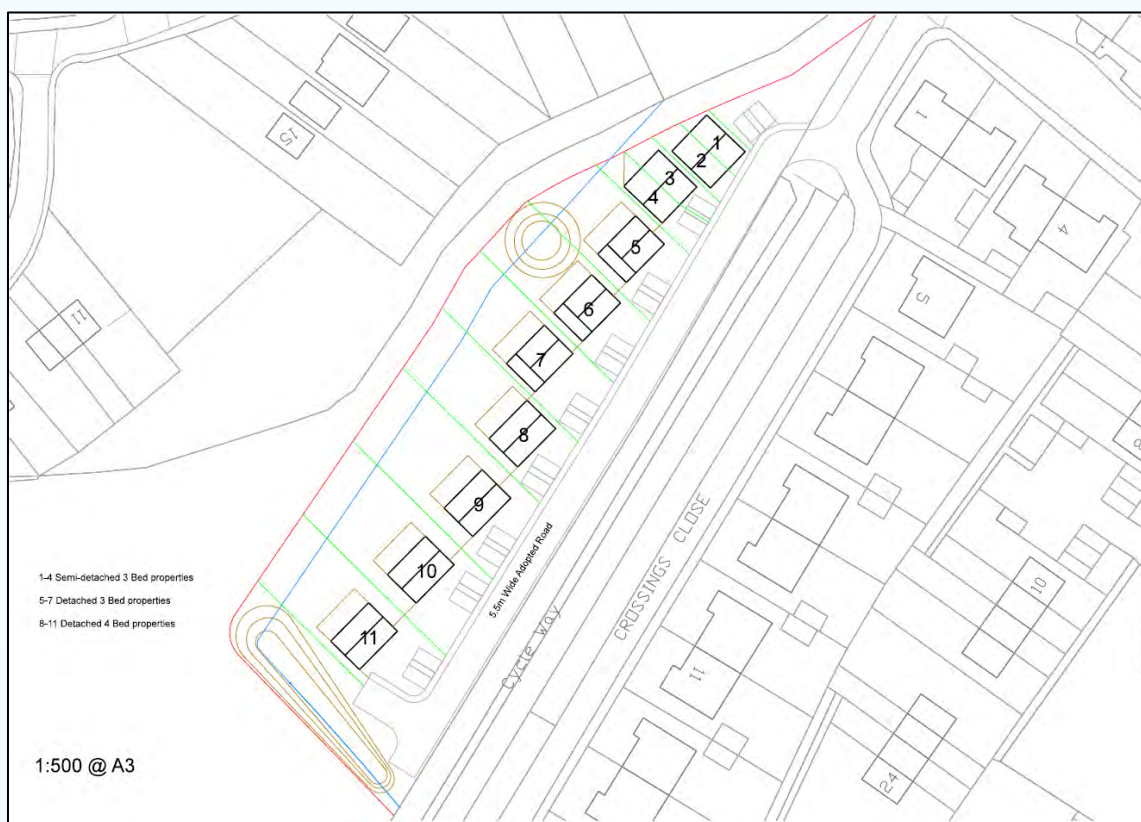 1
15
1
2
3
4
4
5
5
11
6
7
8
9
10
11
1-4 Semi-detached 3 Bed properties
5-7 Detached 3 Bed properties
8-11 Detached 4 Bed properties
5.5m Wide Adopted Road
Cycle Way
CROSSINGS CLOSE
10
11
24
1:500 @ A3